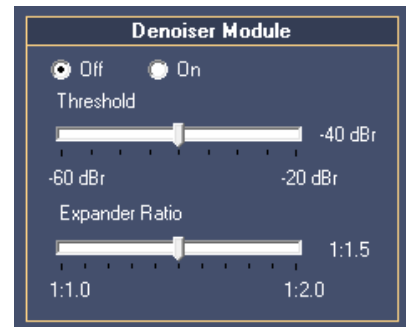 Denoiser Module
Off On
Threshold
-40 dBr
-60 dBr -20 dBr
Expander Ratio
1:1.5
1:1.0 1:2.0